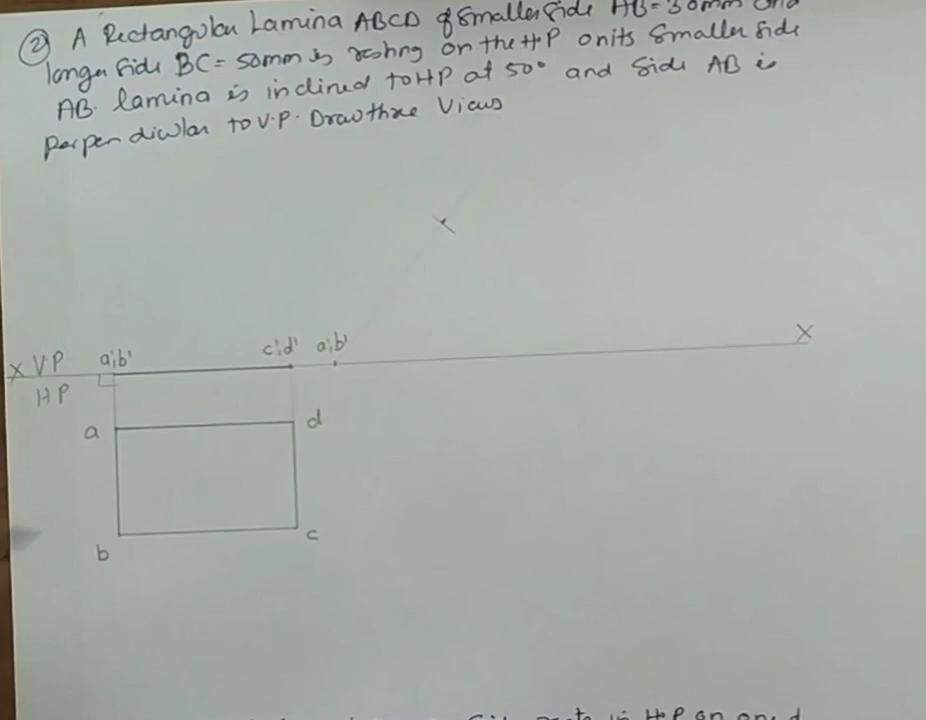 ② A Rectangular Lamina ABCD of Smaller side AB = 30mm and
longer side BC = 50mm is resting on the H.P on its Smaller side
AB. lamina is inclined to HP at 50° and side AB is
Perpendicular to V.P. Draw three Views
X V.P a',b' c',d' a',b' X
HP
a d
b c
in H.P on